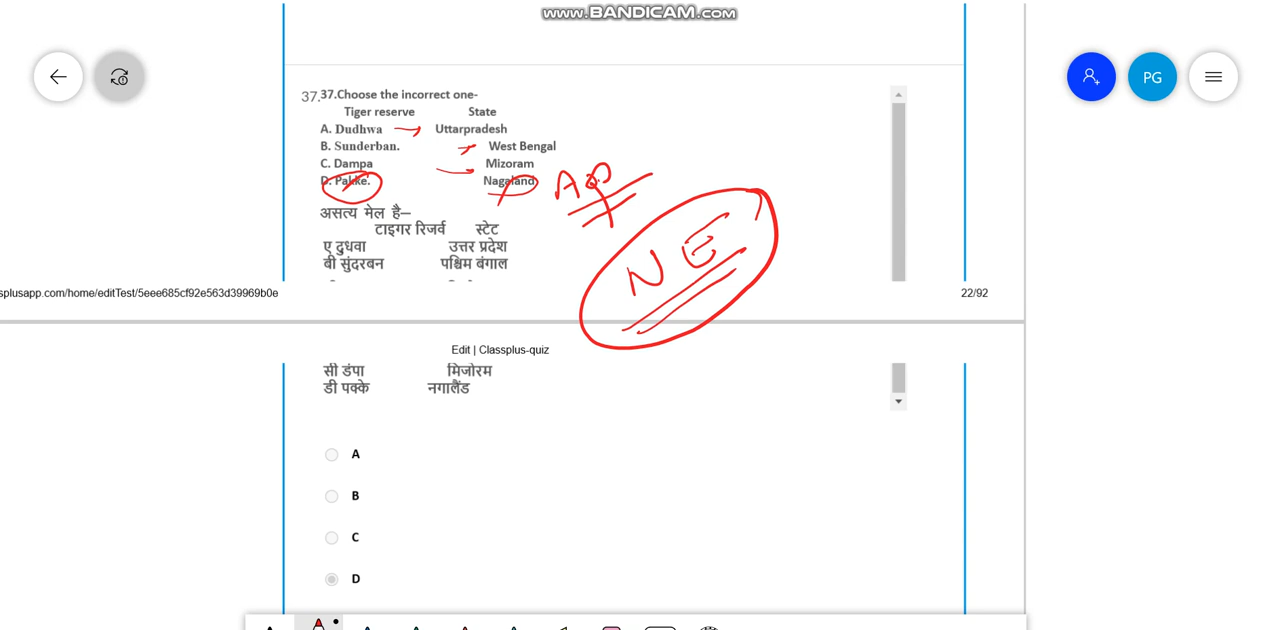 www.BANDICAM.com
PG
37.37.Choose the incorrect one-
Tiger reserve State
A. Dudhwa Uttarpradesh
B. Sunderban. West Bengal
C. Dampa Mizoram
D. Pakke. Nagaland
AP
NE
असत्य मेल है—
टाइगर रिजर्व स्टेट
ए दुधवा उत्तर प्रदेश
बी सुंदरबन पश्चिम बंगाल
splusapp.com/home/editTest/5eee685cf92e563d39969b0e 22/92
Edit | Classplus-quiz
सी डंपा मिजोरम
डी पक्के नगालैंड
A
B
C
D